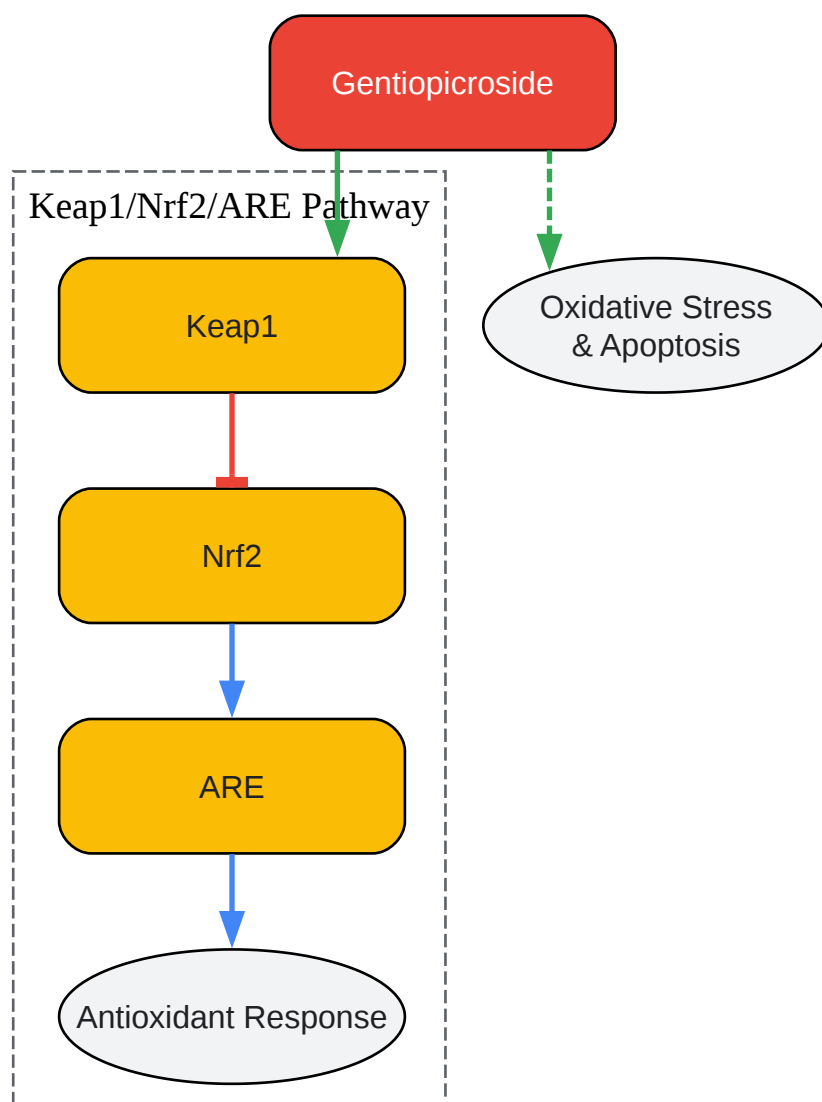 Gentiopicroside
Keap1/Nrf2/ARE Pathway
Keap1
Oxidative Stress
& Apoptosis
Nrf2
ARE
Antioxidant Response